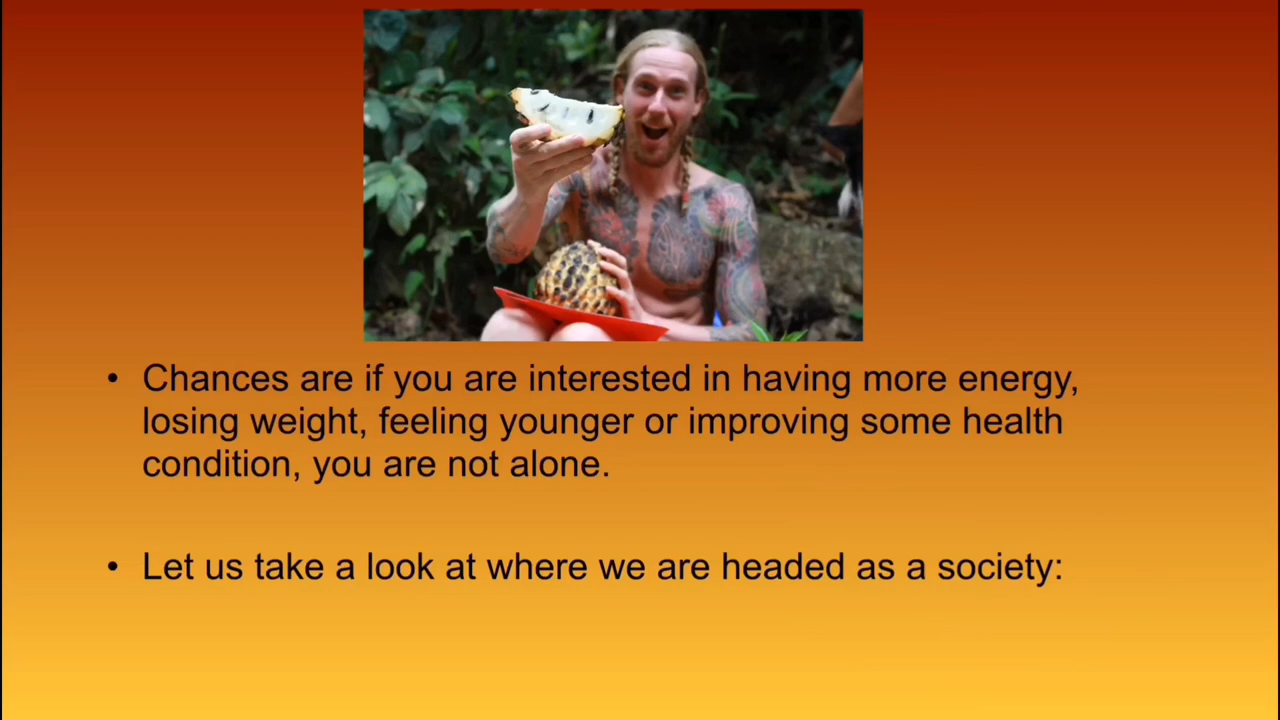 • Chances are if you are interested in having more energy,
losing weight, feeling younger or improving some health
condition, you are not alone.
• Let us take a look at where we are headed as a society: